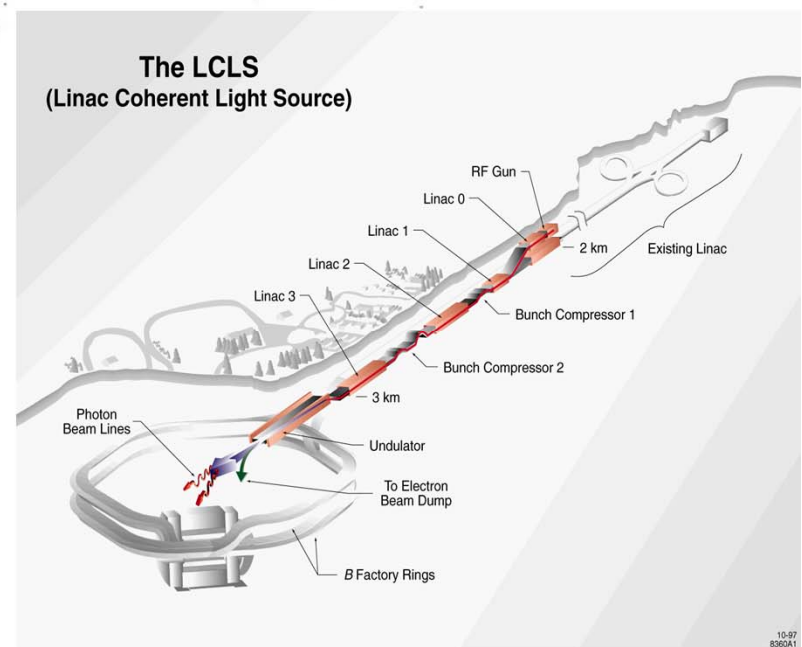 The LCLS
(Linac Coherent Light Source)
RF Gun
Linac 0
Linac 1
Linac 2
Linac 3
2 km
Existing Linac
Bunch Compressor 1
Bunch Compressor 2
3 km
Photon
Beam Lines
Undulator
To Electron
Beam Dump
B Factory Rings
10-97
8360A1